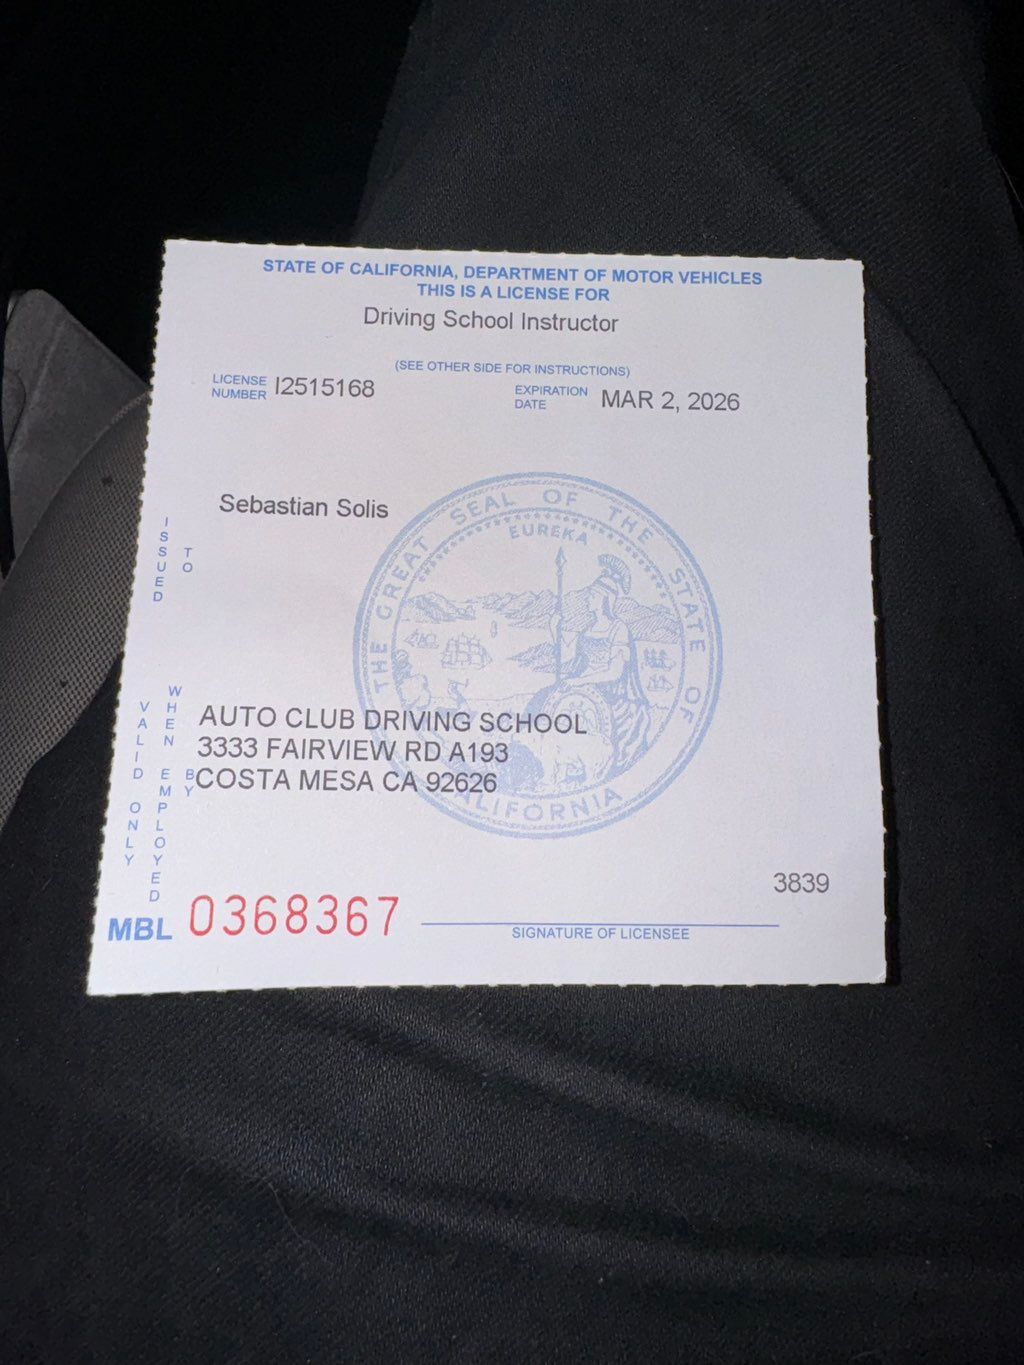 STATE OF CALIFORNIA, DEPARTMENT OF MOTOR VEHICLES
THIS IS A LICENSE FOR
Driving School Instructor
(SEE OTHER SIDE FOR INSTRUCTIONS)
LICENSE NUMBER I2515168
EXPIRATION DATE MAR 2, 2026
ISSUED TO
Sebastian Solis
THE GREAT SEAL OF THE STATE OF CALIFORNIA
EUREKA
VALID ONLY WHEN EMPLOYED BY
AUTO CLUB DRIVING SCHOOL
3333 FAIRVIEW RD A193
COSTA MESA CA 92626
3839
MBL 0368367
SIGNATURE OF LICENSEE